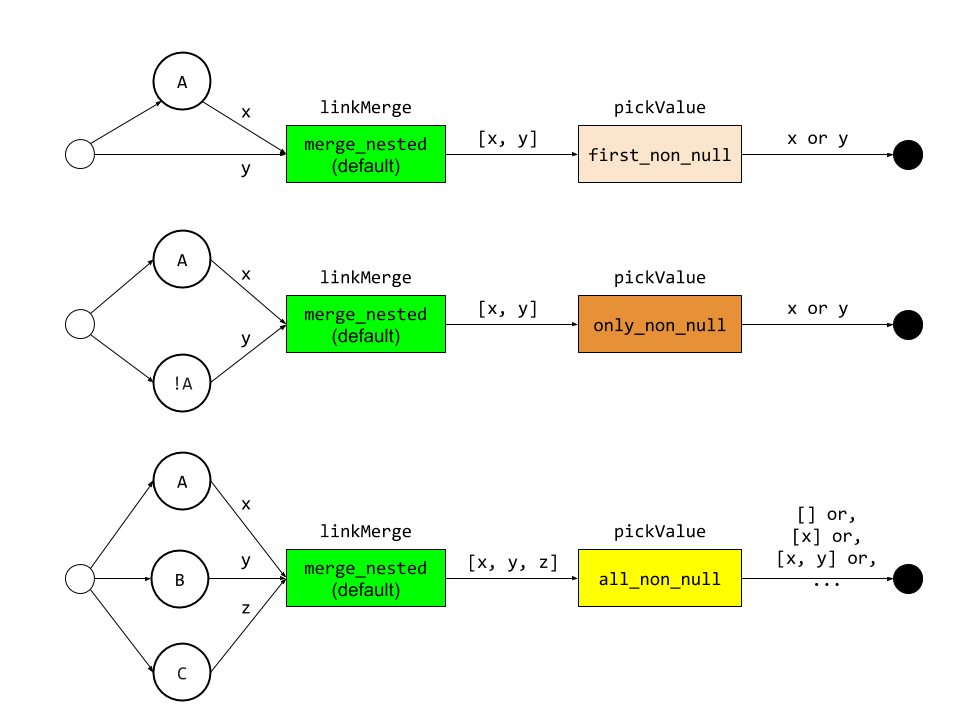 A
x
linkMerge
pickValue
merge_nested
(default)
[x, y]
first_non_null
x or y
y
A
x
linkMerge
pickValue
merge_nested
(default)
[x, y]
only_non_null
x or y
y
!A
A
x
linkMerge
pickValue
[] or,
[x] or,
[x, y] or,
...
B
y
merge_nested
(default)
[x, y, z]
all_non_null
z
C